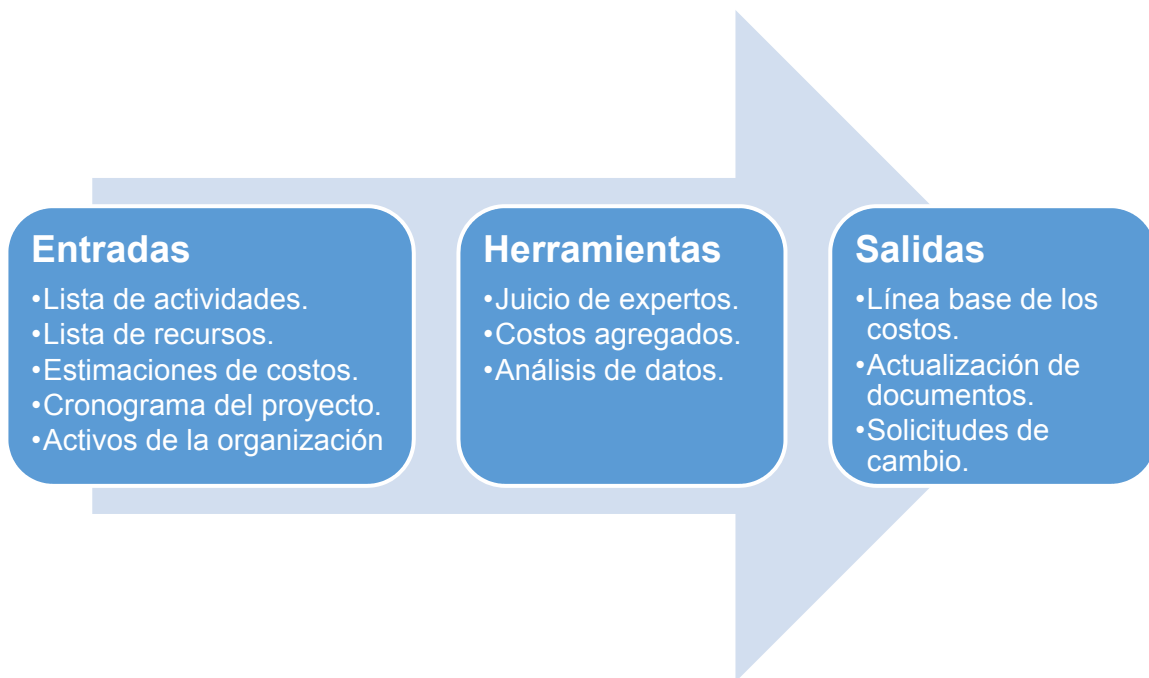 Entradas
•Lista de actividades.
•Lista de recursos.
•Estimaciones de costos.
•Cronograma del proyecto.
•Activos de la organización
Herramientas
•Juicio de expertos.
•Costos agregados.
•Análisis de datos.
Salidas
•Línea base de los
costos.
•Actualización de
documentos.
•Solicitudes de
cambio.